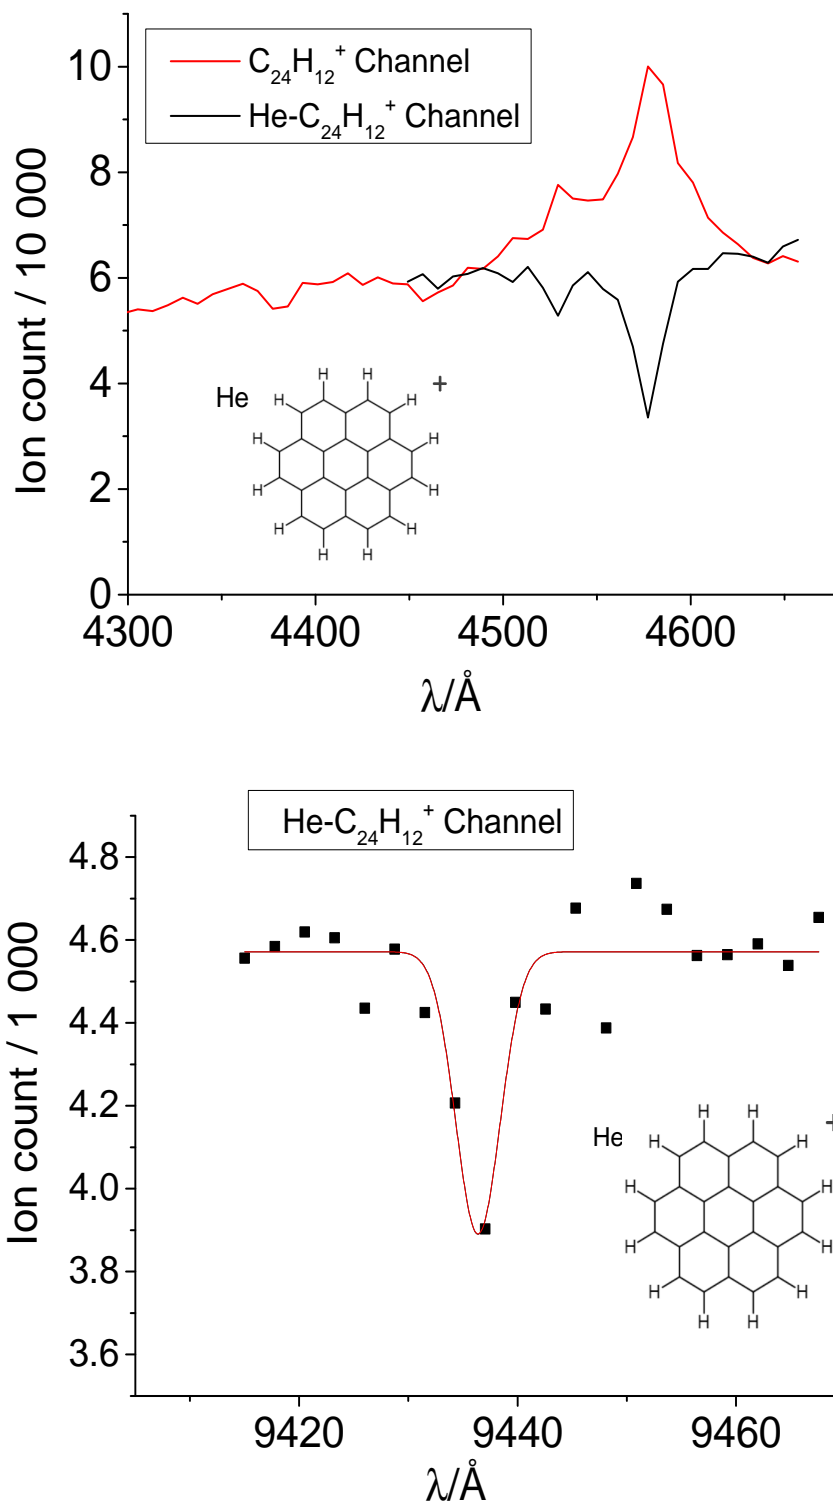 C24H12+ Channel
He-C24H12+ Channel
Ion count / 10 000
10
8
6
4
2
0
He
+
H H
H H
H H
H H
H H
H H
4300 4400 4500 4600
λ/Å
He-C24H12+ Channel
Ion count / 1 000
4.8
4.6
4.4
4.2
4.0
3.8
3.6
He
+
H H
H H
H H
H H
H H
H H
9420 9440 9460
λ/Å